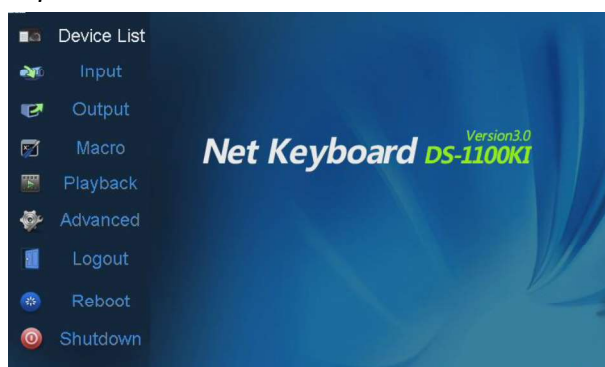 Device List
Input
Output
Macro
Playback
Advanced
Logout
Reboot
Shutdown
Version3.0
Net Keyboard DS-1100KI